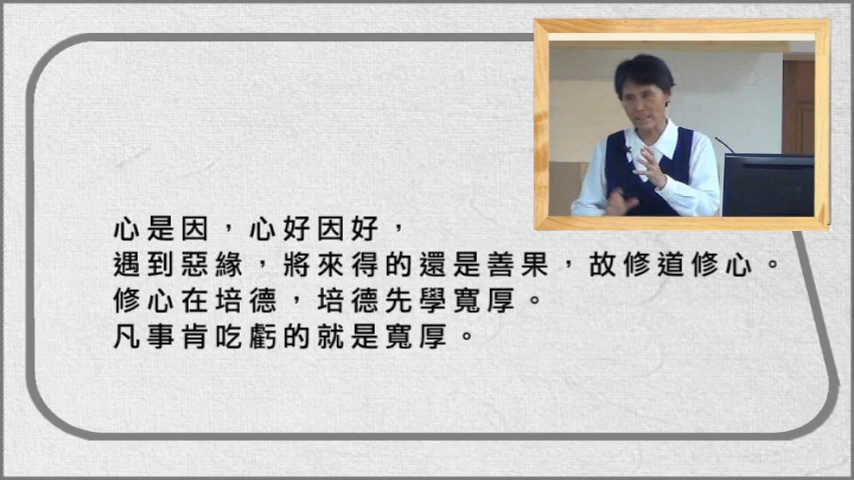 心是因，心好因好，
遇到惡緣，將來得的還是善果，故修道修心。
修心在培德，培德先學寬厚。
凡事肯吃虧的就是寬厚。